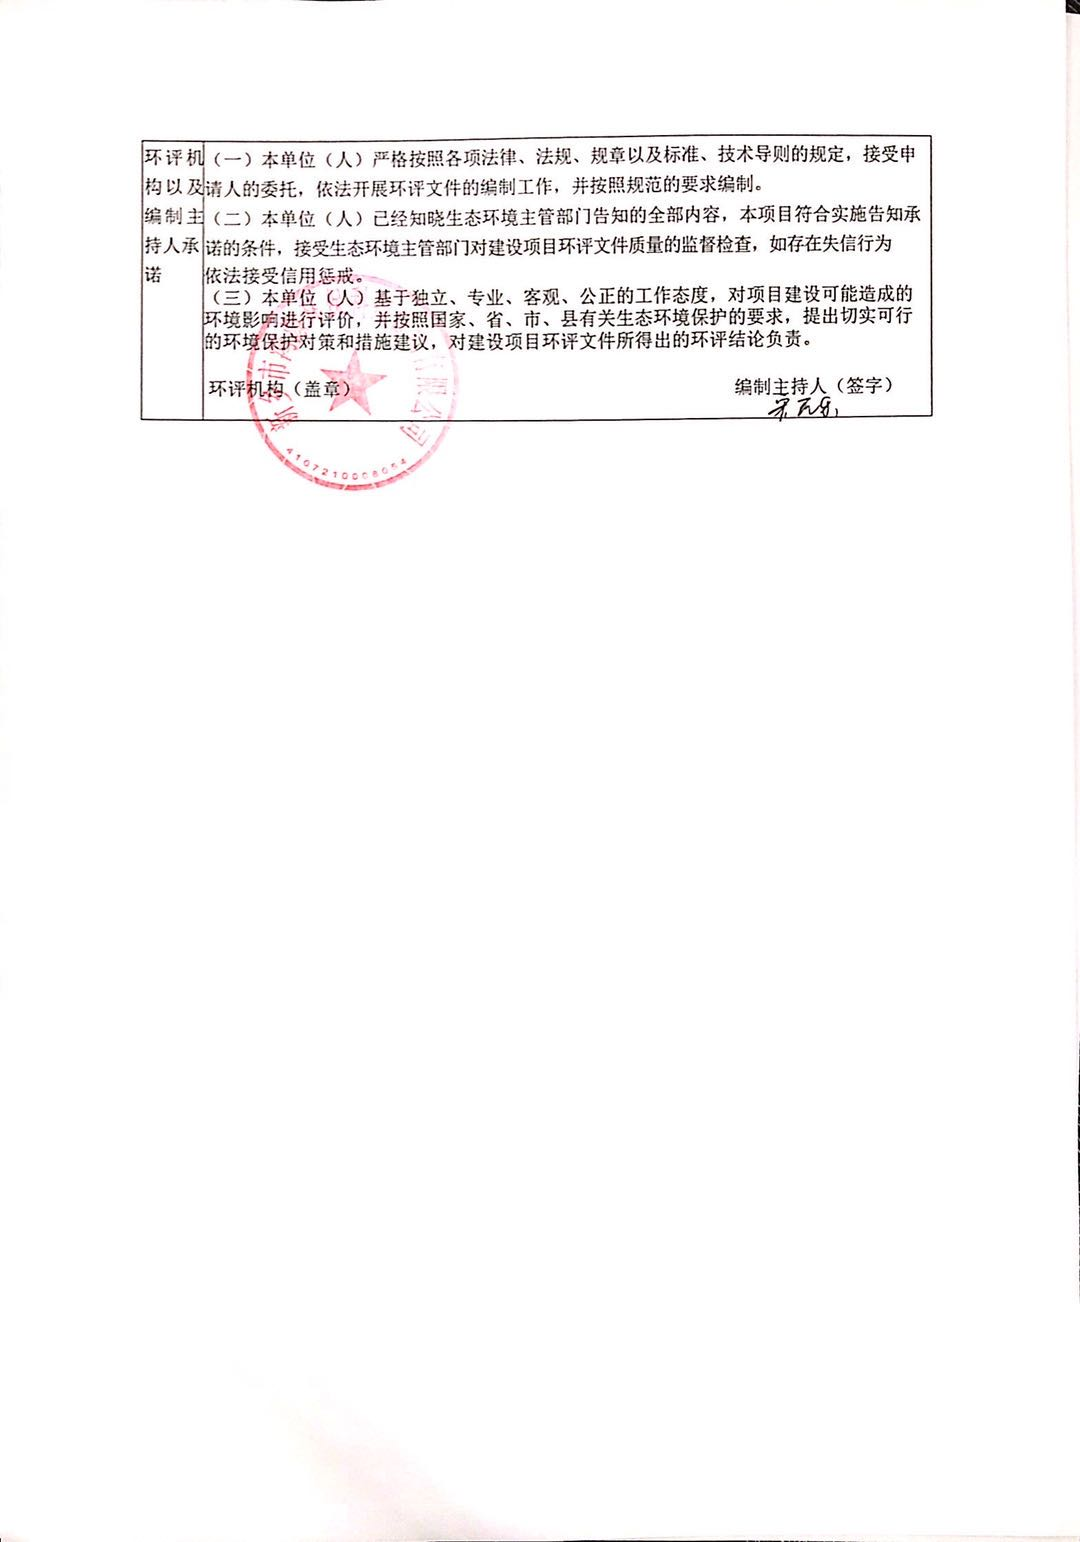 环评机构以及编制主持人承诺
（一）本单位（人）严格按照各项法律、法规、规章以及标准、技术导则的规定，接受申
请人的委托，依法开展环评文件的编制工作，并按照规范的要求编制。
（二）本单位（人）已经知晓生态环境主管部门告知的全部内容，本项目符合实施告知承
诺的条件，接受生态环境主管部门对建设项目环评文件质量的监督检查，如存在失信行为
依法接受信用惩戒。
（三）本单位（人）基于独立、专业、客观、公正的工作态度，对项目建设可能造成的
环境影响进行评价，并按照国家、省、市、县有关生态环境保护的要求，提出切实可行
的环境保护对策和措施建议，对建设项目环评文件所得出的环评结论负责。
环评机构（盖章）
编制主持人（签字）
4107210008054